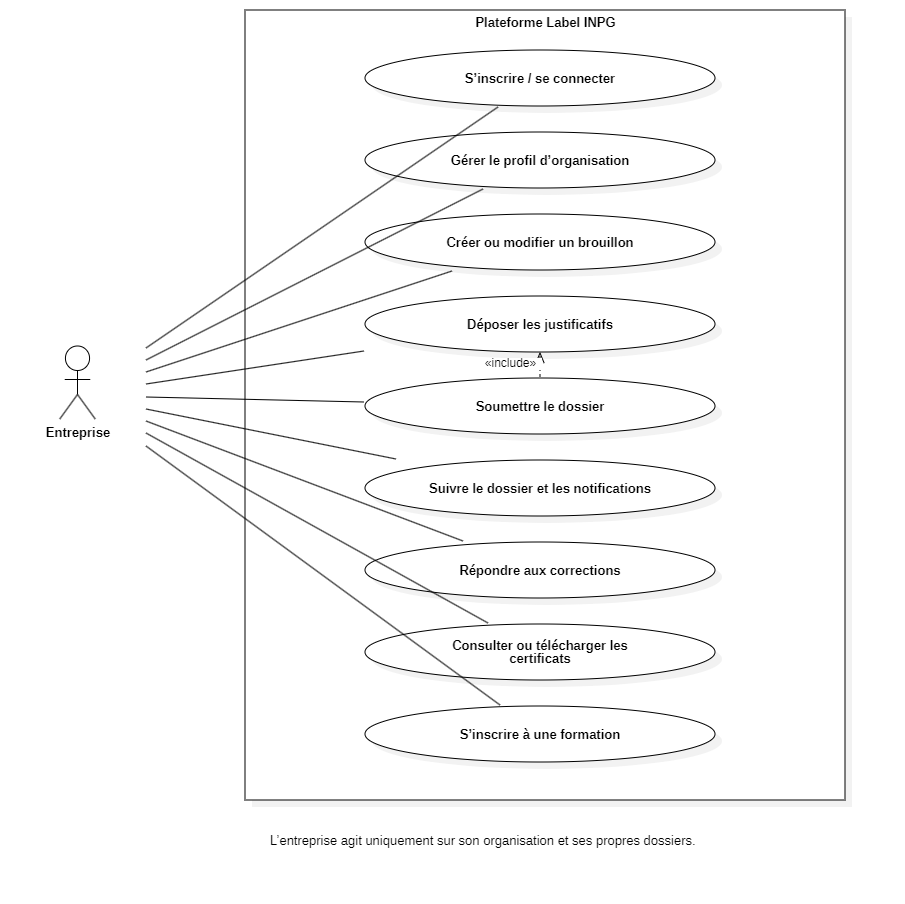 Plateforme Label INPG
S’inscrire / se connecter
Gérer le profil d’organisation
Créer ou modifier un brouillon
Déposer les justificatifs
«include»
Soumettre le dossier
Entreprise
Suivre le dossier et les notifications
Répondre aux corrections
Consulter ou télécharger les
certificats
S’inscrire à une formation
L’entreprise agit uniquement sur son organisation et ses propres dossiers.